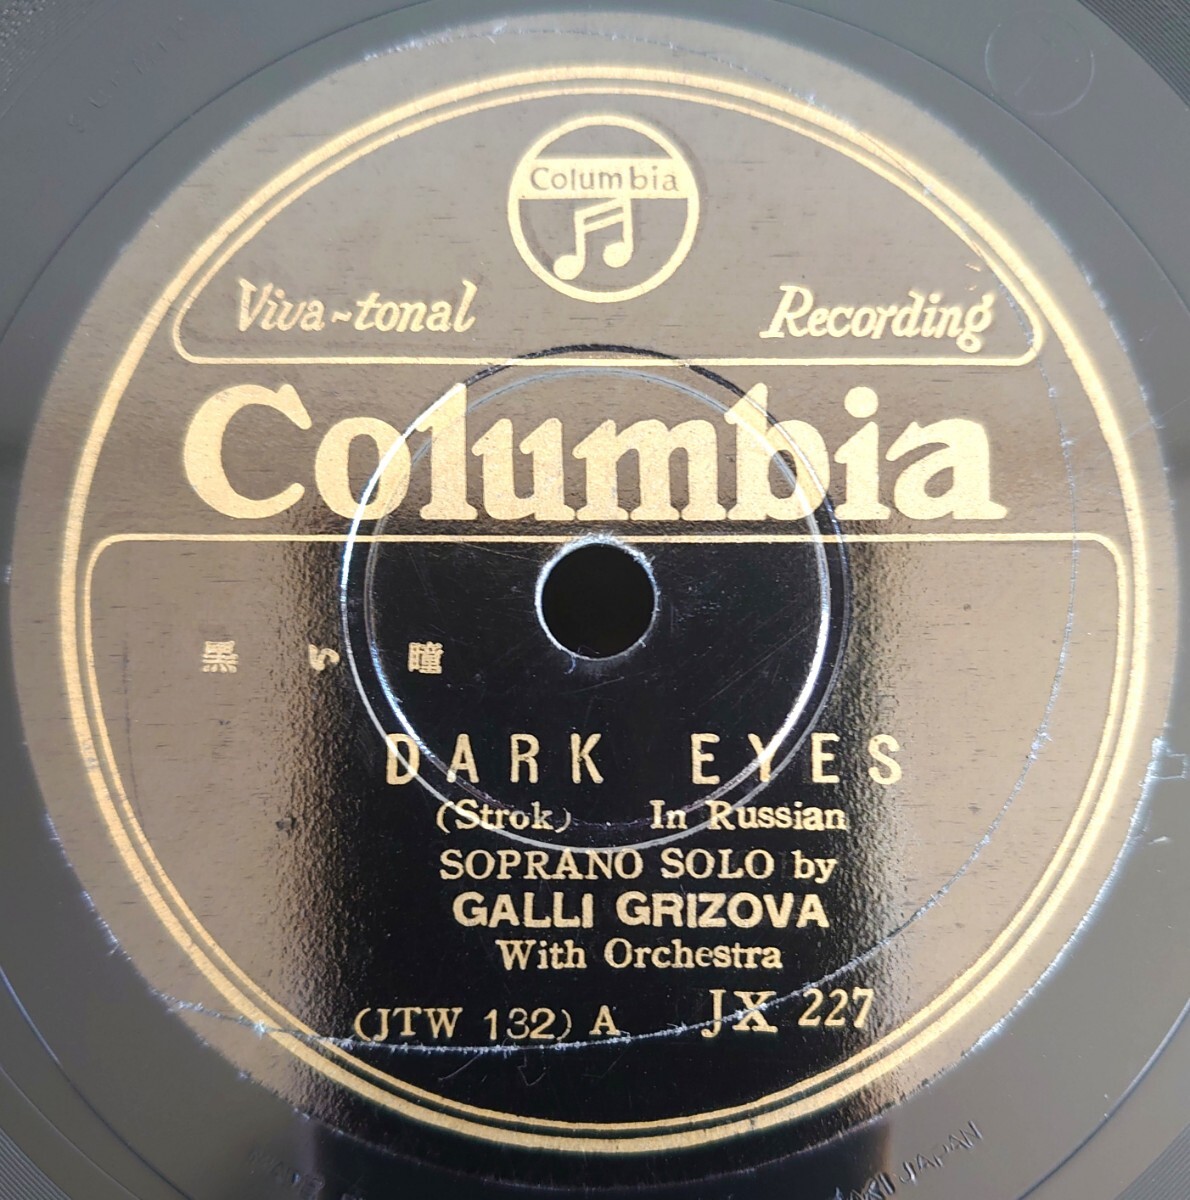 Columbia
Viva-tonal Recording
Columbia
黒い瞳
DARK EYES
(Strok) In Russian
SOPRANO SOLO by
GALLI GRIZOVA
With Orchestra
(JTW 132) A JX 227
JAPAN